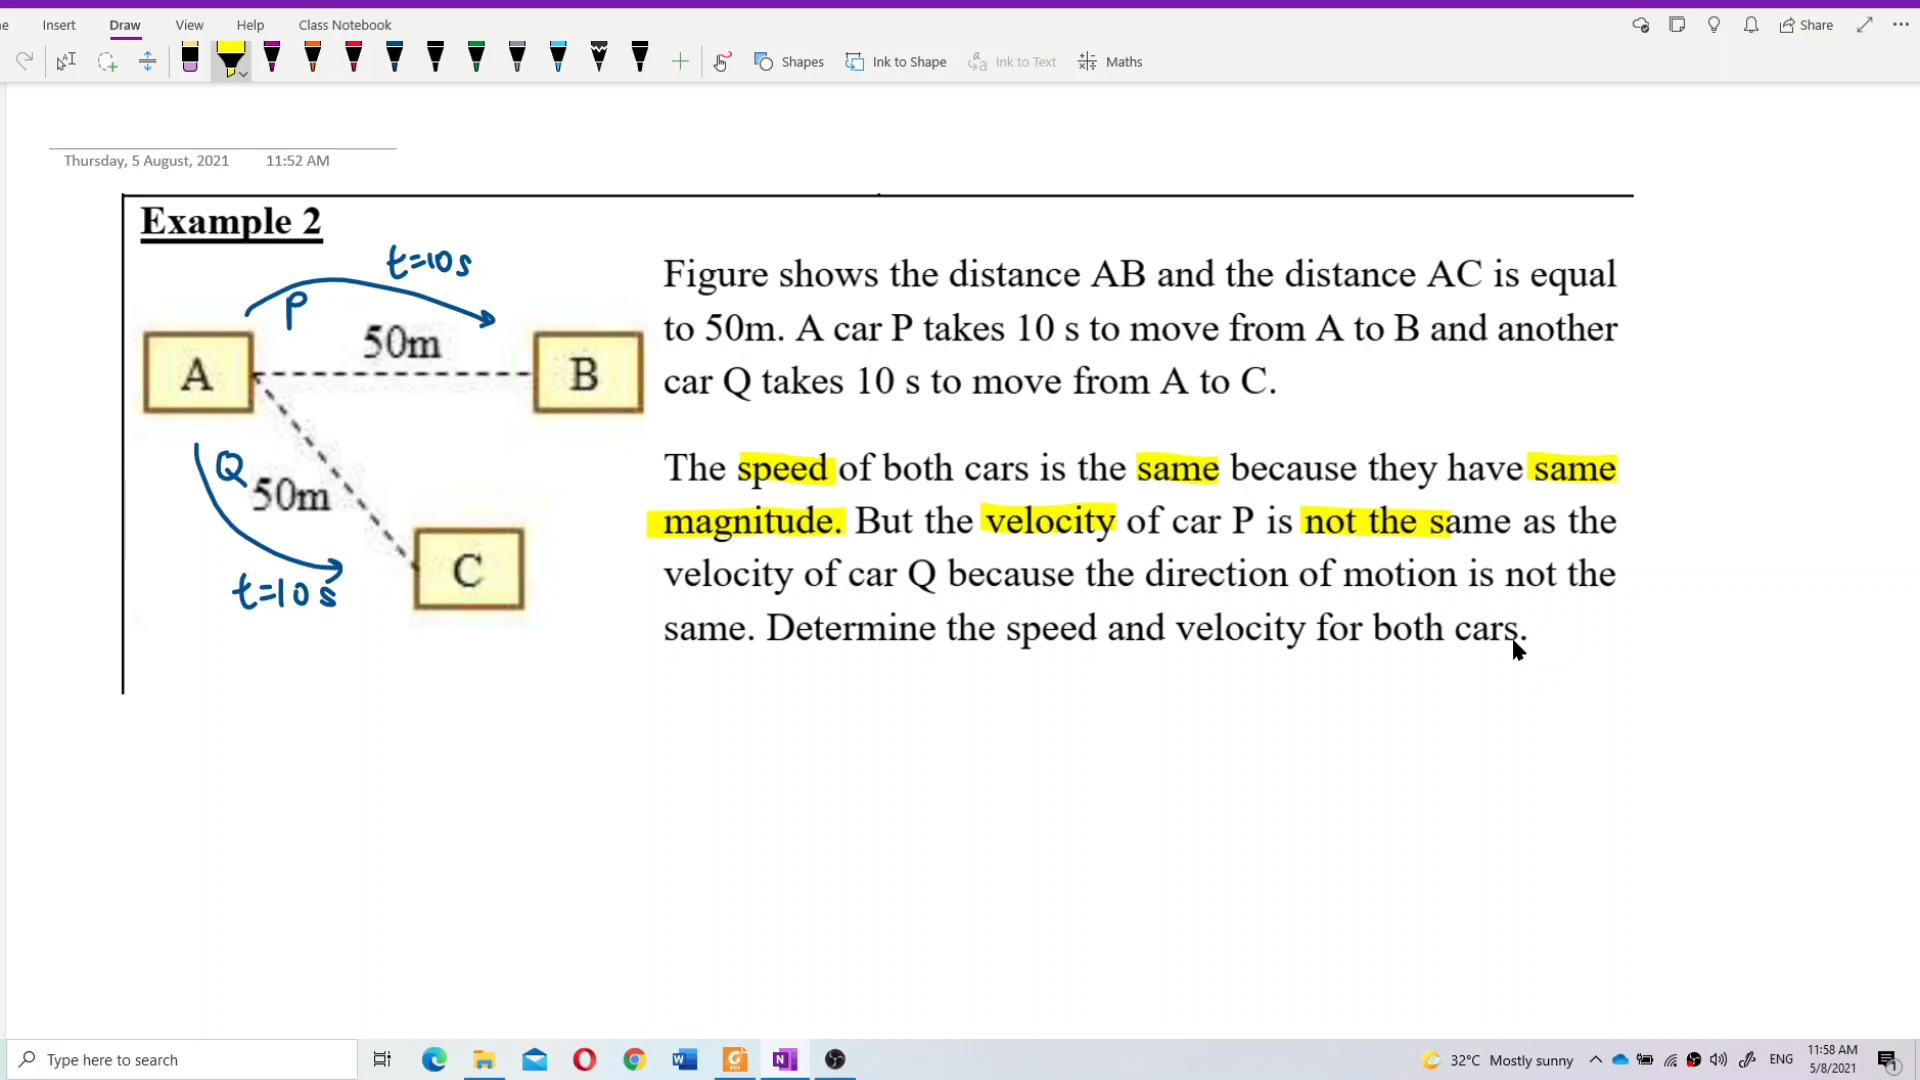 e Insert Draw View Help Class Notebook Share
Shapes Ink to Shape Ink to Text Maths
Thursday, 5 August, 2021 11:52 AM
Example 2
t=10s
P
50m
A
B
Q
50m
C
t=10s
Figure shows the distance AB and the distance AC is equal
to 50m. A car P takes 10 s to move from A to B and another
car Q takes 10 s to move from A to C.
The speed of both cars is the same because they have same
magnitude. But the velocity of car P is not the same as the
velocity of car Q because the direction of motion is not the
same. Determine the speed and velocity for both cars.
Type here to search
32°C Mostly sunny
ENG
11:58 AM
5/8/2021
1